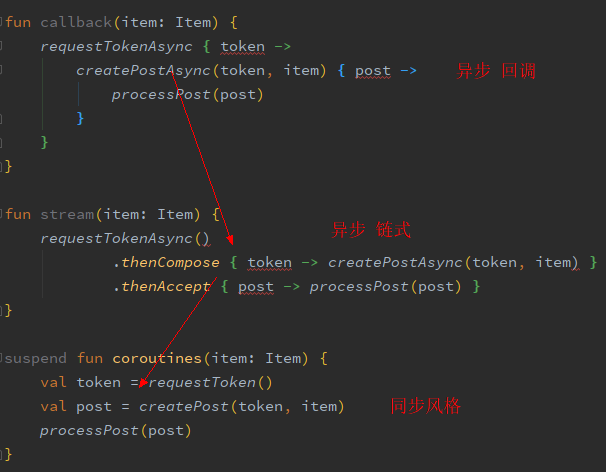 fun callback(item: Item) {
requestTokenAsync { token ->
createPostAsync(token, item) { post ->
异步 回调
processPost(post)
}
}
}
fun stream(item: Item) {
异步 链式
requestTokenAsync()
.thenCompose { token -> createPostAsync(token, item) }
.thenAccept { post -> processPost(post) }
}
suspend fun coroutines(item: Item) {
val token = requestToken()
val post = createPost(token, item)
同步风格
processPost(post)
}